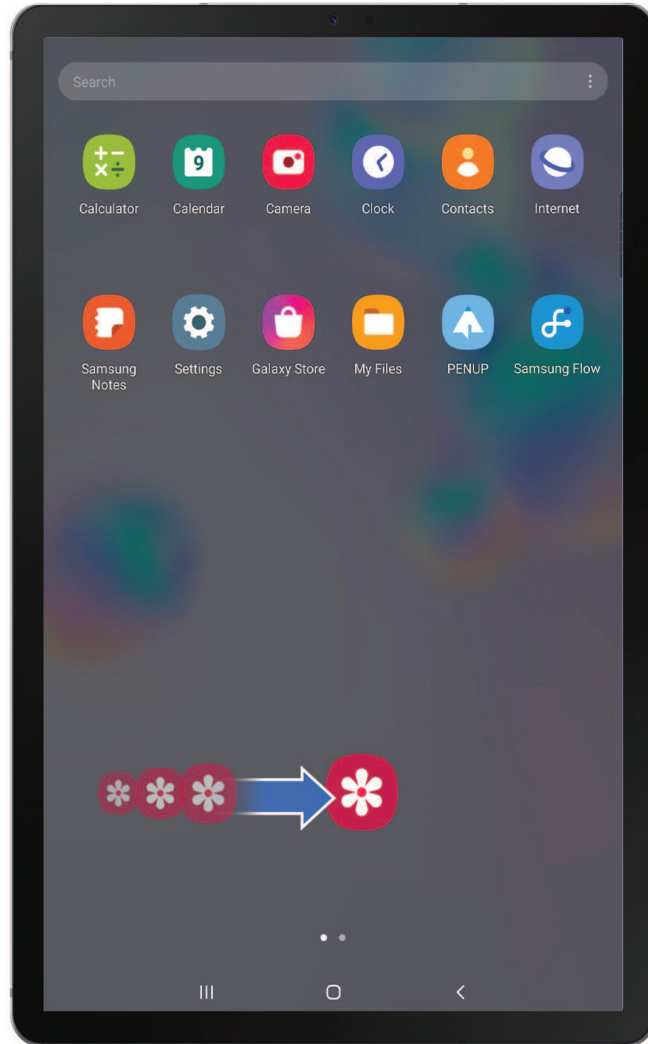 Search
9
Calculator Calendar Camera Clock Contacts Internet
Samsung Notes Settings Galaxy Store My Files PENUP Samsung Flow